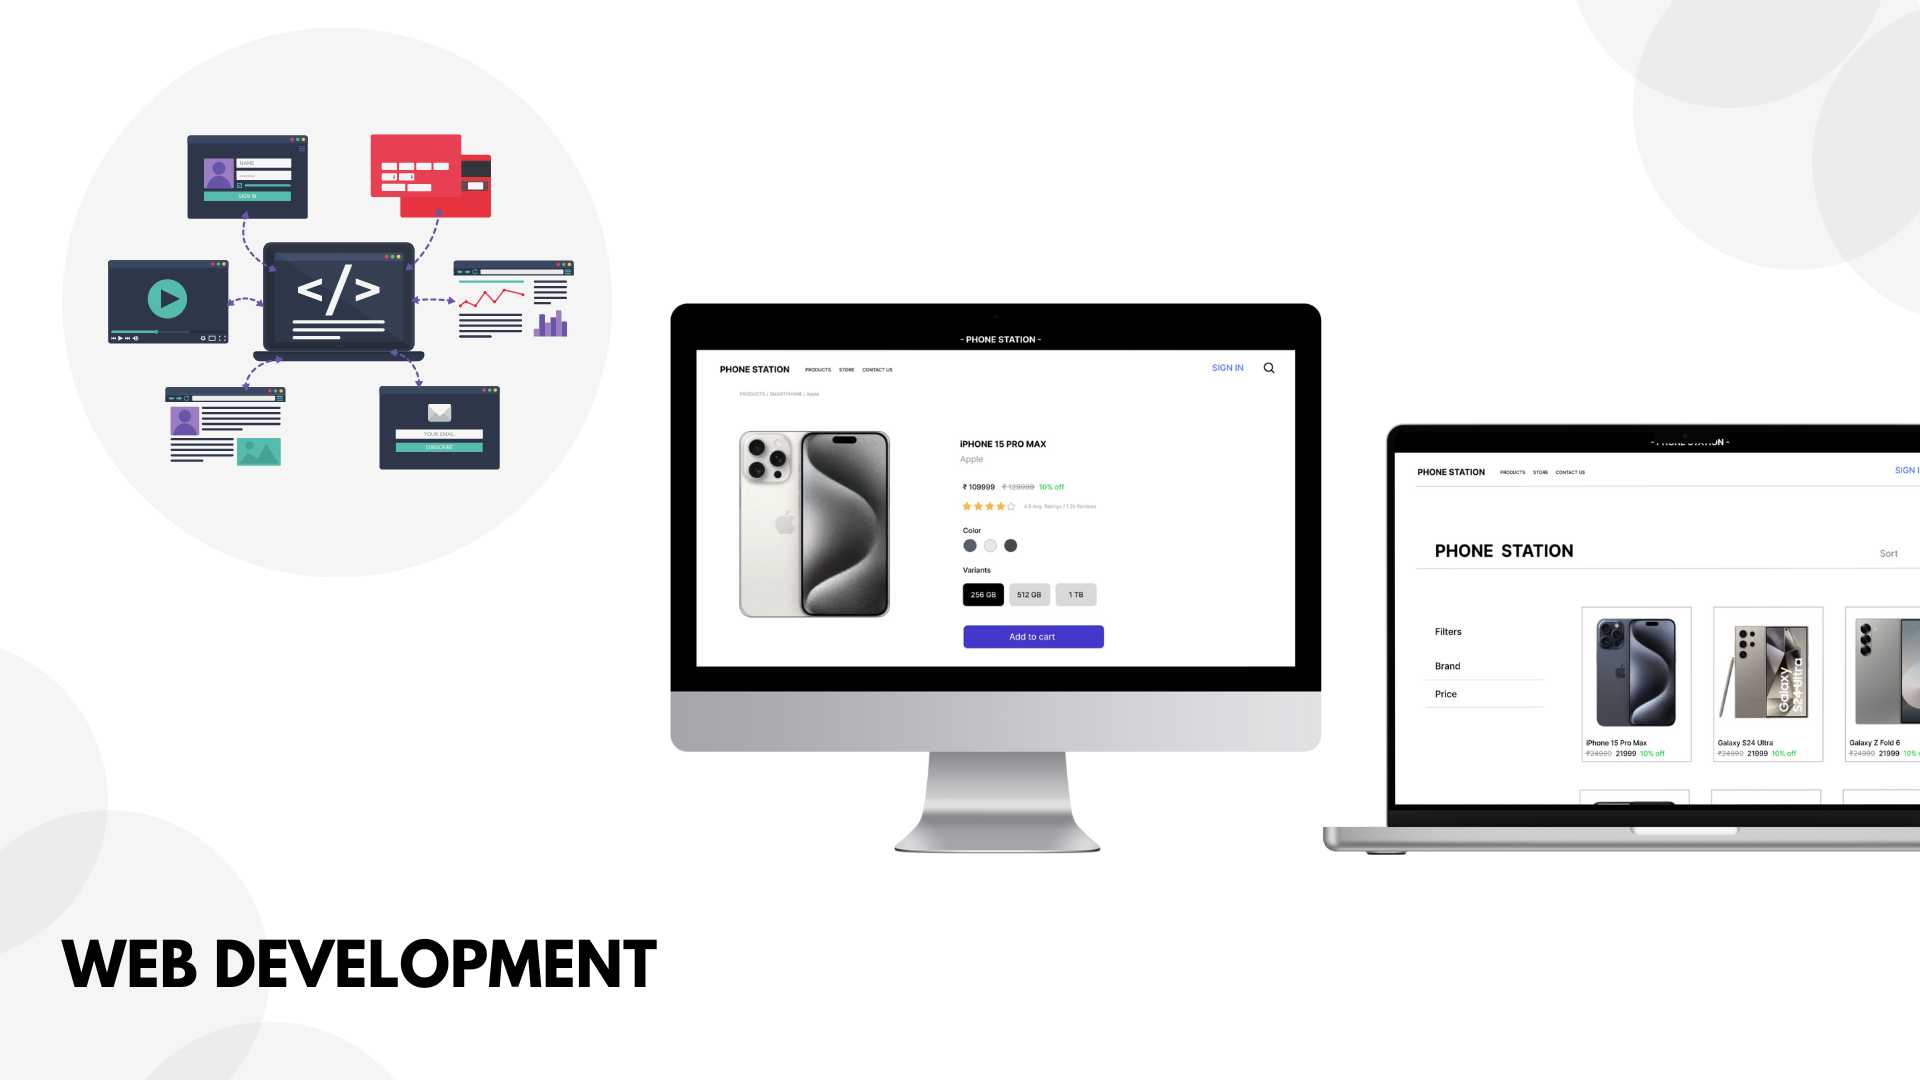 NAME
SIGN IN
</>
YOUR EMAIL
SUBSCRIBE
- PHONE STATION -
PHONE STATION PRODUCTS STORE CONTACT US SIGN IN
PRODUCTS / SMARTPHONE / Apple
iPHONE 15 PRO MAX
Apple
₹ 109999 ₹ 129999 10% off
4.6 Avg. Ratings | 1.2k Reviews
Color
Variants
256 GB 512 GB 1 TB
Add to cart
PHONE STATION PRODUCTS STORE CONTACT US SIGN I
PHONE STATION
Sort
Filters
Brand
Price
Galaxy
S24 Ultra
iPhone 15 Pro Max
₹24999 21999 10% off
Galaxy S24 Ultra
₹24999 21999 10% off
Galaxy Z Fold 6
₹24999 21999 10%
WEB DEVELOPMENT